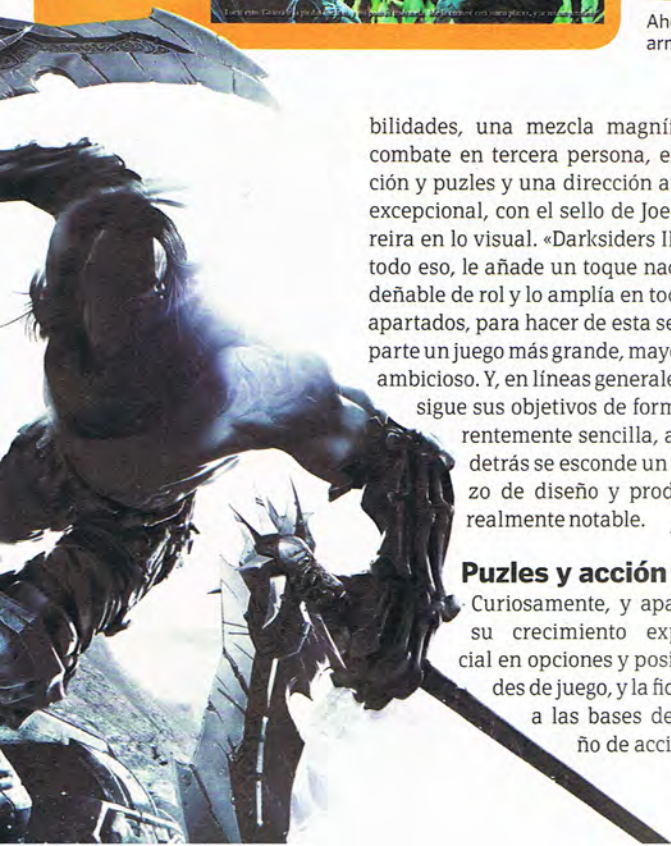 Ah
arm
bilidades, una mezcla magní
combate en tercera persona, e
ción y puzles y una dirección a
excepcional, con el sello de Joe
reira en lo visual. «Darksiders II
todo eso, le añade un toque nad
deñable de rol y lo amplía en to
apartados, para hacer de esta se
parte un juego más grande, may
ambicioso. Y, en líneas generale
sigue sus objetivos de form
rentemente sencilla, a
detrás se esconde un
zo de diseño y prod
realmente notable.
Puzles y acción
Curiosamente, y apa
su crecimiento ex
cial en opciones y posi
des de juego, y la fid
a las bases de
ño de acci